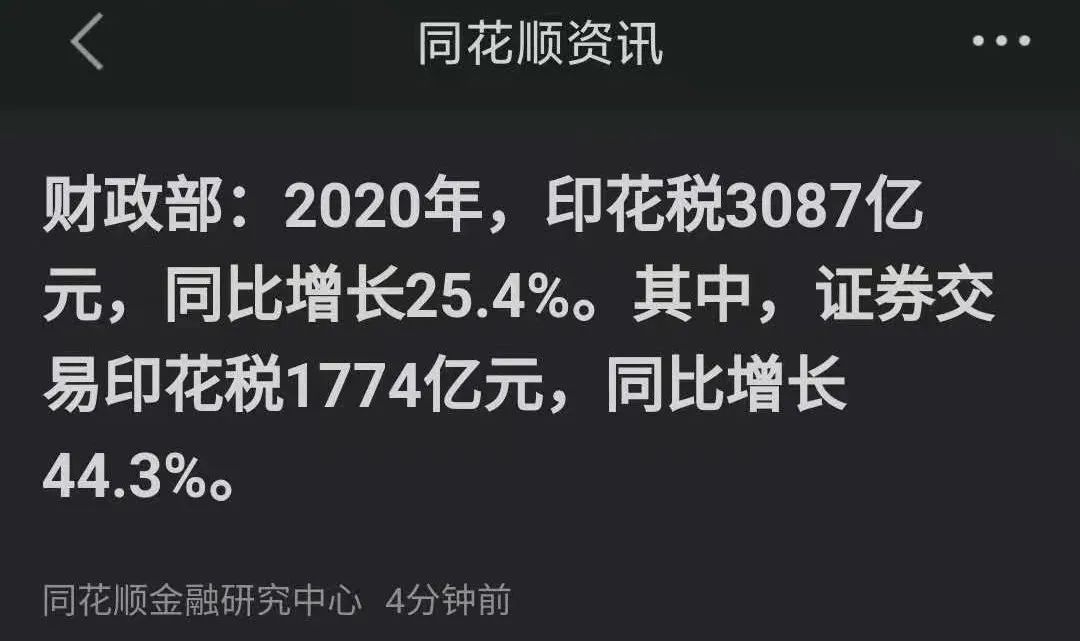 同花顺资讯
财政部：2020年，印花税3087亿
元，同比增长25.4%。其中，证券交
易印花税1774亿元，同比增长
44.3%。
同花顺金融研究中心 4分钟前